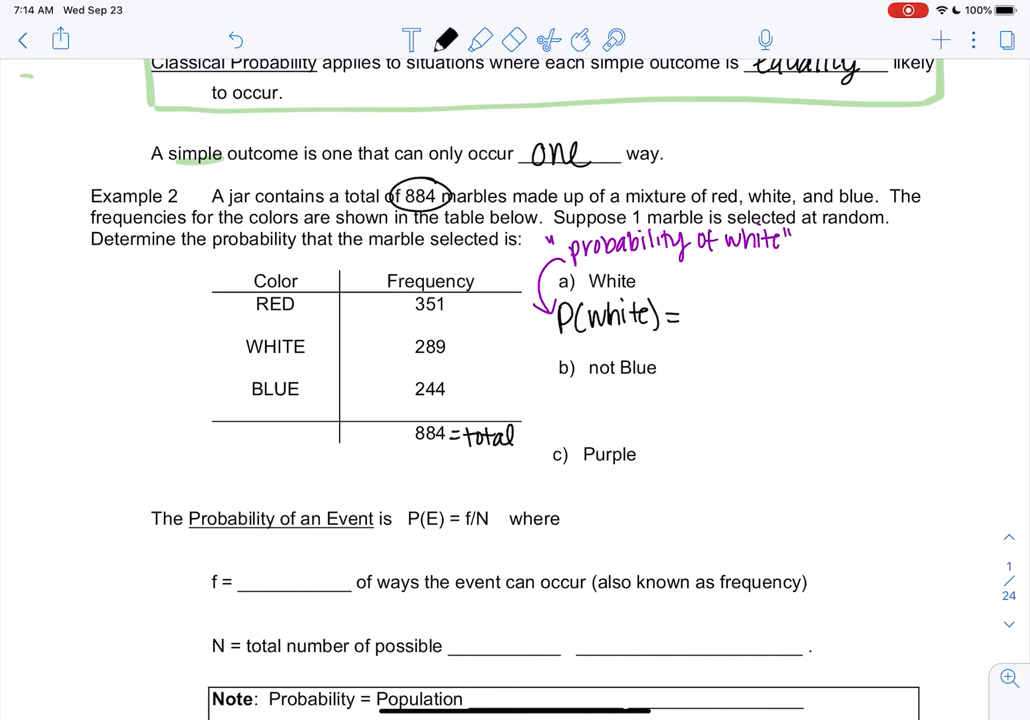 7:14 AM Wed Sep 23
100%
Classical Probability applies to situations where each simple outcome is equality likely
to occur.
A simple outcome is one that can only occur one way.
Example 2 A jar contains a total of 884 marbles made up of a mixture of red, white, and blue. The
frequencies for the colors are shown in the table below. Suppose 1 marble is selected at random.
Determine the probability that the marble selected is:
"probability of white"
Color Frequency
a) White
RED 351
P(white) =
WHITE 289
b) not Blue
BLUE 244
884 = total
c) Purple
The Probability of an Event is P(E) = f/N where
f = ____________ of ways the event can occur (also known as frequency)
N = total number of possible ____________ ________________________ .
Note: Probability = Population ____________________
1
/
24